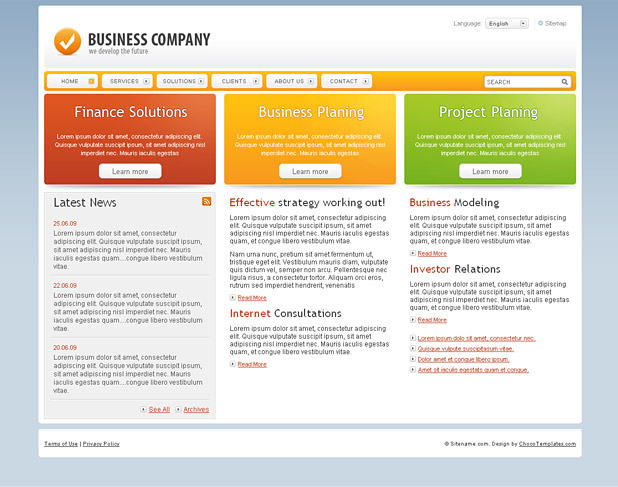 Language: English Sitemap
BUSINESS COMPANY
we develop the future
HOME SERVICES SOLUTIONS CLIENTS ABOUT US CONTACT SEARCH
Finance Solutions
Lorem ipsum dolor sit amet, consectetur adipiscing elit.
Quisque vulputate suscipit ipsum, sit amet adipiscing nisl
imperdiet nec. Mauris iaculis egestas
Learn more
Business Planing
Lorem ipsum dolor sit amet, consectetur adipiscing elit.
Quisque vulputate suscipit ipsum, sit amet adipiscing nisl
imperdiet nec. Mauris iaculis egestas
Learn more
Project Planing
Lorem ipsum dolor sit amet, consectetur adipiscing elit.
Quisque vulputate suscipit ipsum, sit amet adipiscing nisl
imperdiet nec. Mauris iaculis egestas
Learn more
Latest News
25.06.09
Lorem ipsum dolor sit amet, consectetur
adipiscing elit. Quisque vulputate suscipit
adipiscing nisl imperdiet nec. Mauris
iaculis egestas quam...congue libero vestibulum
vitae.
22.06.09
Lorem ipsum dolor sit amet, consectetur
adipiscing elit. Quisque vulputate suscipit
adipiscing nisl imperdiet nec. Mauris
iaculis egestas quam...congue libero vestibulum
vitae.
20.06.09
Lorem ipsum dolor sit amet, consectetur
adipiscing elit. Quisque vulputate suscipit
adipiscing nisl imperdiet nec. Mauris
iaculis egestas quam...congue libero vestibulum
vitae.
See All Archives
Effective strategy working out!
Lorem ipsum dolor sit amet, consectetur adipiscing
elit. Quisque vulputate suscipit ipsum, sit amet
adipiscing nisl imperdiet nec. Mauris iaculis egestas
quam, et congue libero vestibulum vitae.
Nam urna nunc, pretium sit amet fermentum ut,
tristique eget elit. Vestibulum mauris diam, vulputate
quis dictum vel, semper non arcu. Pellentesque nec
ligula risus, a consectetur tortor. Aliquam orci eros,
rutrum sed imperdiet hendrerit, venenatis
Read More
Internet Consultations
Lorem ipsum dolor sit amet, consectetur adipiscing
elit. Quisque vulputate suscipit ipsum, sit amet
adipiscing nisl imperdiet nec. Mauris iaculis egestas
quam, et congue libero vestibulum vitae.
Read More
Business Modeling
Lorem ipsum dolor sit amet, consectetur adipiscing
elit. Quisque vulputate suscipit ipsum, sit amet
adipiscing nisl imperdiet nec. Mauris iaculis egestas
quam, et congue libero vestibulum vitae.
Read More
Investor Relations
Lorem ipsum dolor sit amet, consectetur adipiscing
elit. Quisque vulputate suscipit ipsum, sit amet
adipiscing nisl imperdiet nec. Mauris iaculis egestas
quam, et congue libero vestibulum vitae.
Read More
Lorem ipsum dolo sit amet, consectetur nec.
Quisque vulpute suscipitasum vitae.
Dolor amet et conque libero ipsum.
Amet sit iaculis egestats quam et conque.
Terms of Use | Privacy Policy
© Sitename.com. Design by ChocoTemplates.com